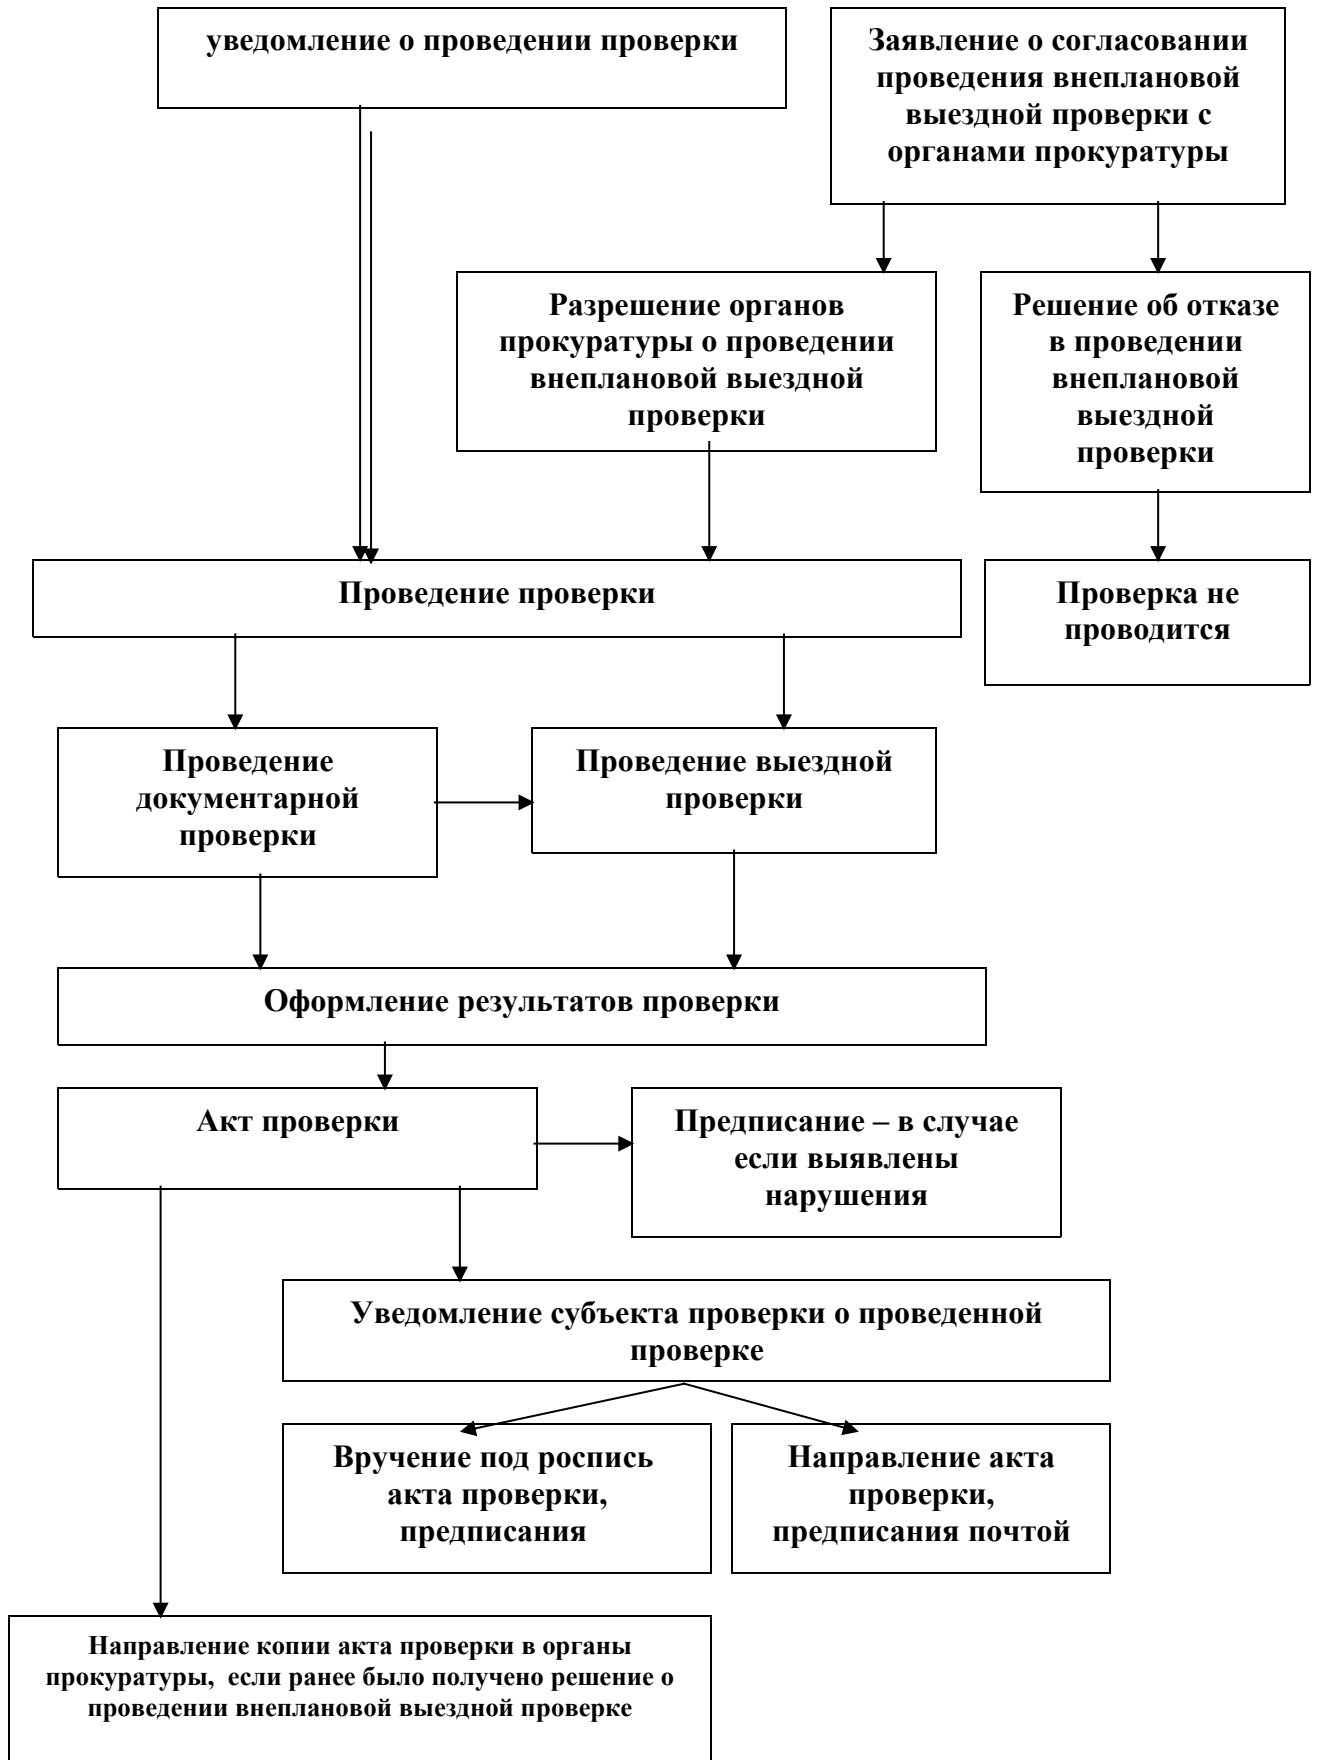 уведомление о проведении проверки
Заявление о согласовании
проведения внеплановой
выездной проверки с
органами прокуратуры
Разрешение органов
прокуратуры о проведении
внеплановой выездной
проверки
Решение об отказе
в проведении
внеплановой
выездной
проверки
Проведение проверки
Проверка не
проводится
Проведение
документарной
проверки
Проведение выездной
проверки
Оформление результатов проверки
Акт проверки
Предписание – в случае
если выявлены
нарушения
Уведомление субъекта проверки о проведенной
проверке
Вручение под роспись
акта проверки,
предписания
Направление акта
проверки,
предписания почтой
Направление копии акта проверки в органы
прокуратуры, если ранее было получено решение о
проведении внеплановой выездной проверке